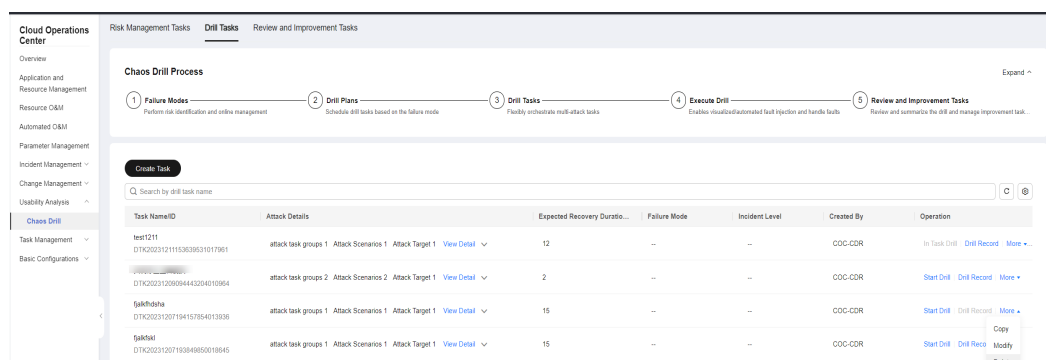 Cloud Operations
Center
Overview
Application and
Resource Management
Resource O&M
Automated O&M
Parameter Management
Incident Management
Change Management
Usability Analysis
Chaos Drill
Task Management
Basic Configurations
Risk Management Tasks Drill Tasks Review and Improvement Tasks
Chaos Drill Process Expand
1 Failure Modes 2 Drill Plans 3 Drill Tasks 4 Execute Drill 5 Review and Improvement Tasks
Perform risk identification and online management Schedule drill tasks based on the failure mode Flexibly orchestrate multi-attack tasks Enables visualized/automated fault injection and handle faults Review and summarize the drill and manage improvement task...
Create Task
Search by drill task name
Task Name/ID Attack Details Expected Recovery Duratio... Failure Mode Incident Level Created By Operation
test1211
DTK20231211153639531017961 attack task groups 1 Attack Scenarios 1 Attack Target 1 View Detail 12 -- -- COC-CDR In Task Drill Drill Record More
DTK20231209094443204010964 attack task groups 2 Attack Scenarios 2 Attack Target 1 View Detail 2 -- -- COC-CDR Start Drill Drill Record More
fjalkfhdsha
DTK20231207194157854013936 attack task groups 1 Attack Scenarios 1 Attack Target 1 View Detail 15 -- -- COC-CDR Start Drill Drill Record More
Copy
fjalkfskl
DTK20231207193849850018645 attack task groups 1 Attack Scenarios 1 Attack Target 1 View Detail 15 -- -- COC-CDR Start Drill Drill Reco Modify